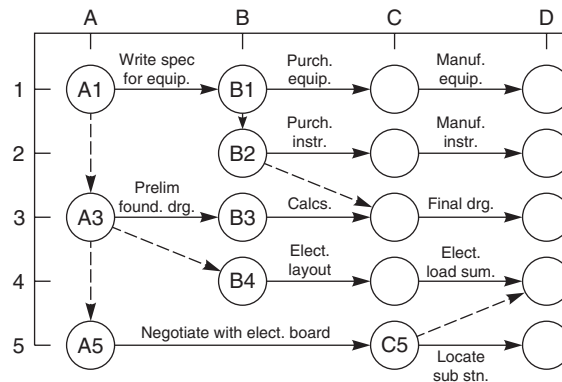 A B C D
Write spec
for equip.
Purch.
equip.
Manuf.
equip.
1 A1 B1
Purch.
instr.
Manuf.
instr.
2 B2
Prelim
found. drg.
Calcs.
Final drg.
3 A3 B3
Elect.
layout
Elect.
load sum.
4 B4
Negotiate with elect. board
5 A5 C5
Locate
sub stn.